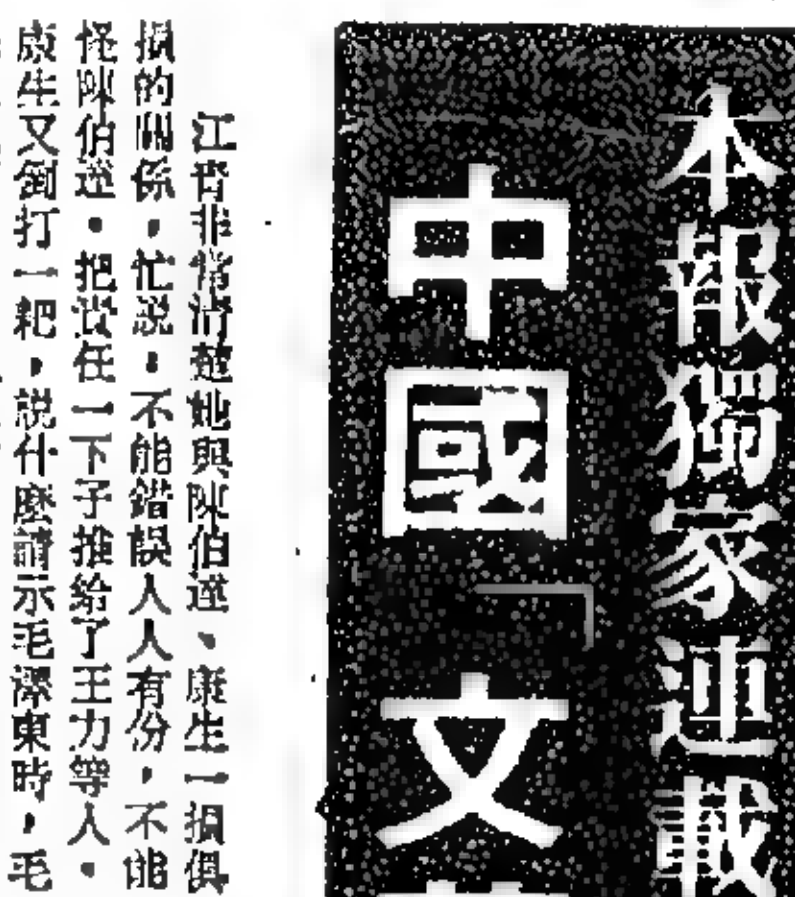 本報獨家連載
中國「文
江青非常清楚她與陳伯達、康生一損俱
損的關係，忙說：不能錯誤人人有份，不能
怪陳伯達。把責任一下子推給了王力等人。
康生又倒打一耙，說什麼請示毛澤東時，毛